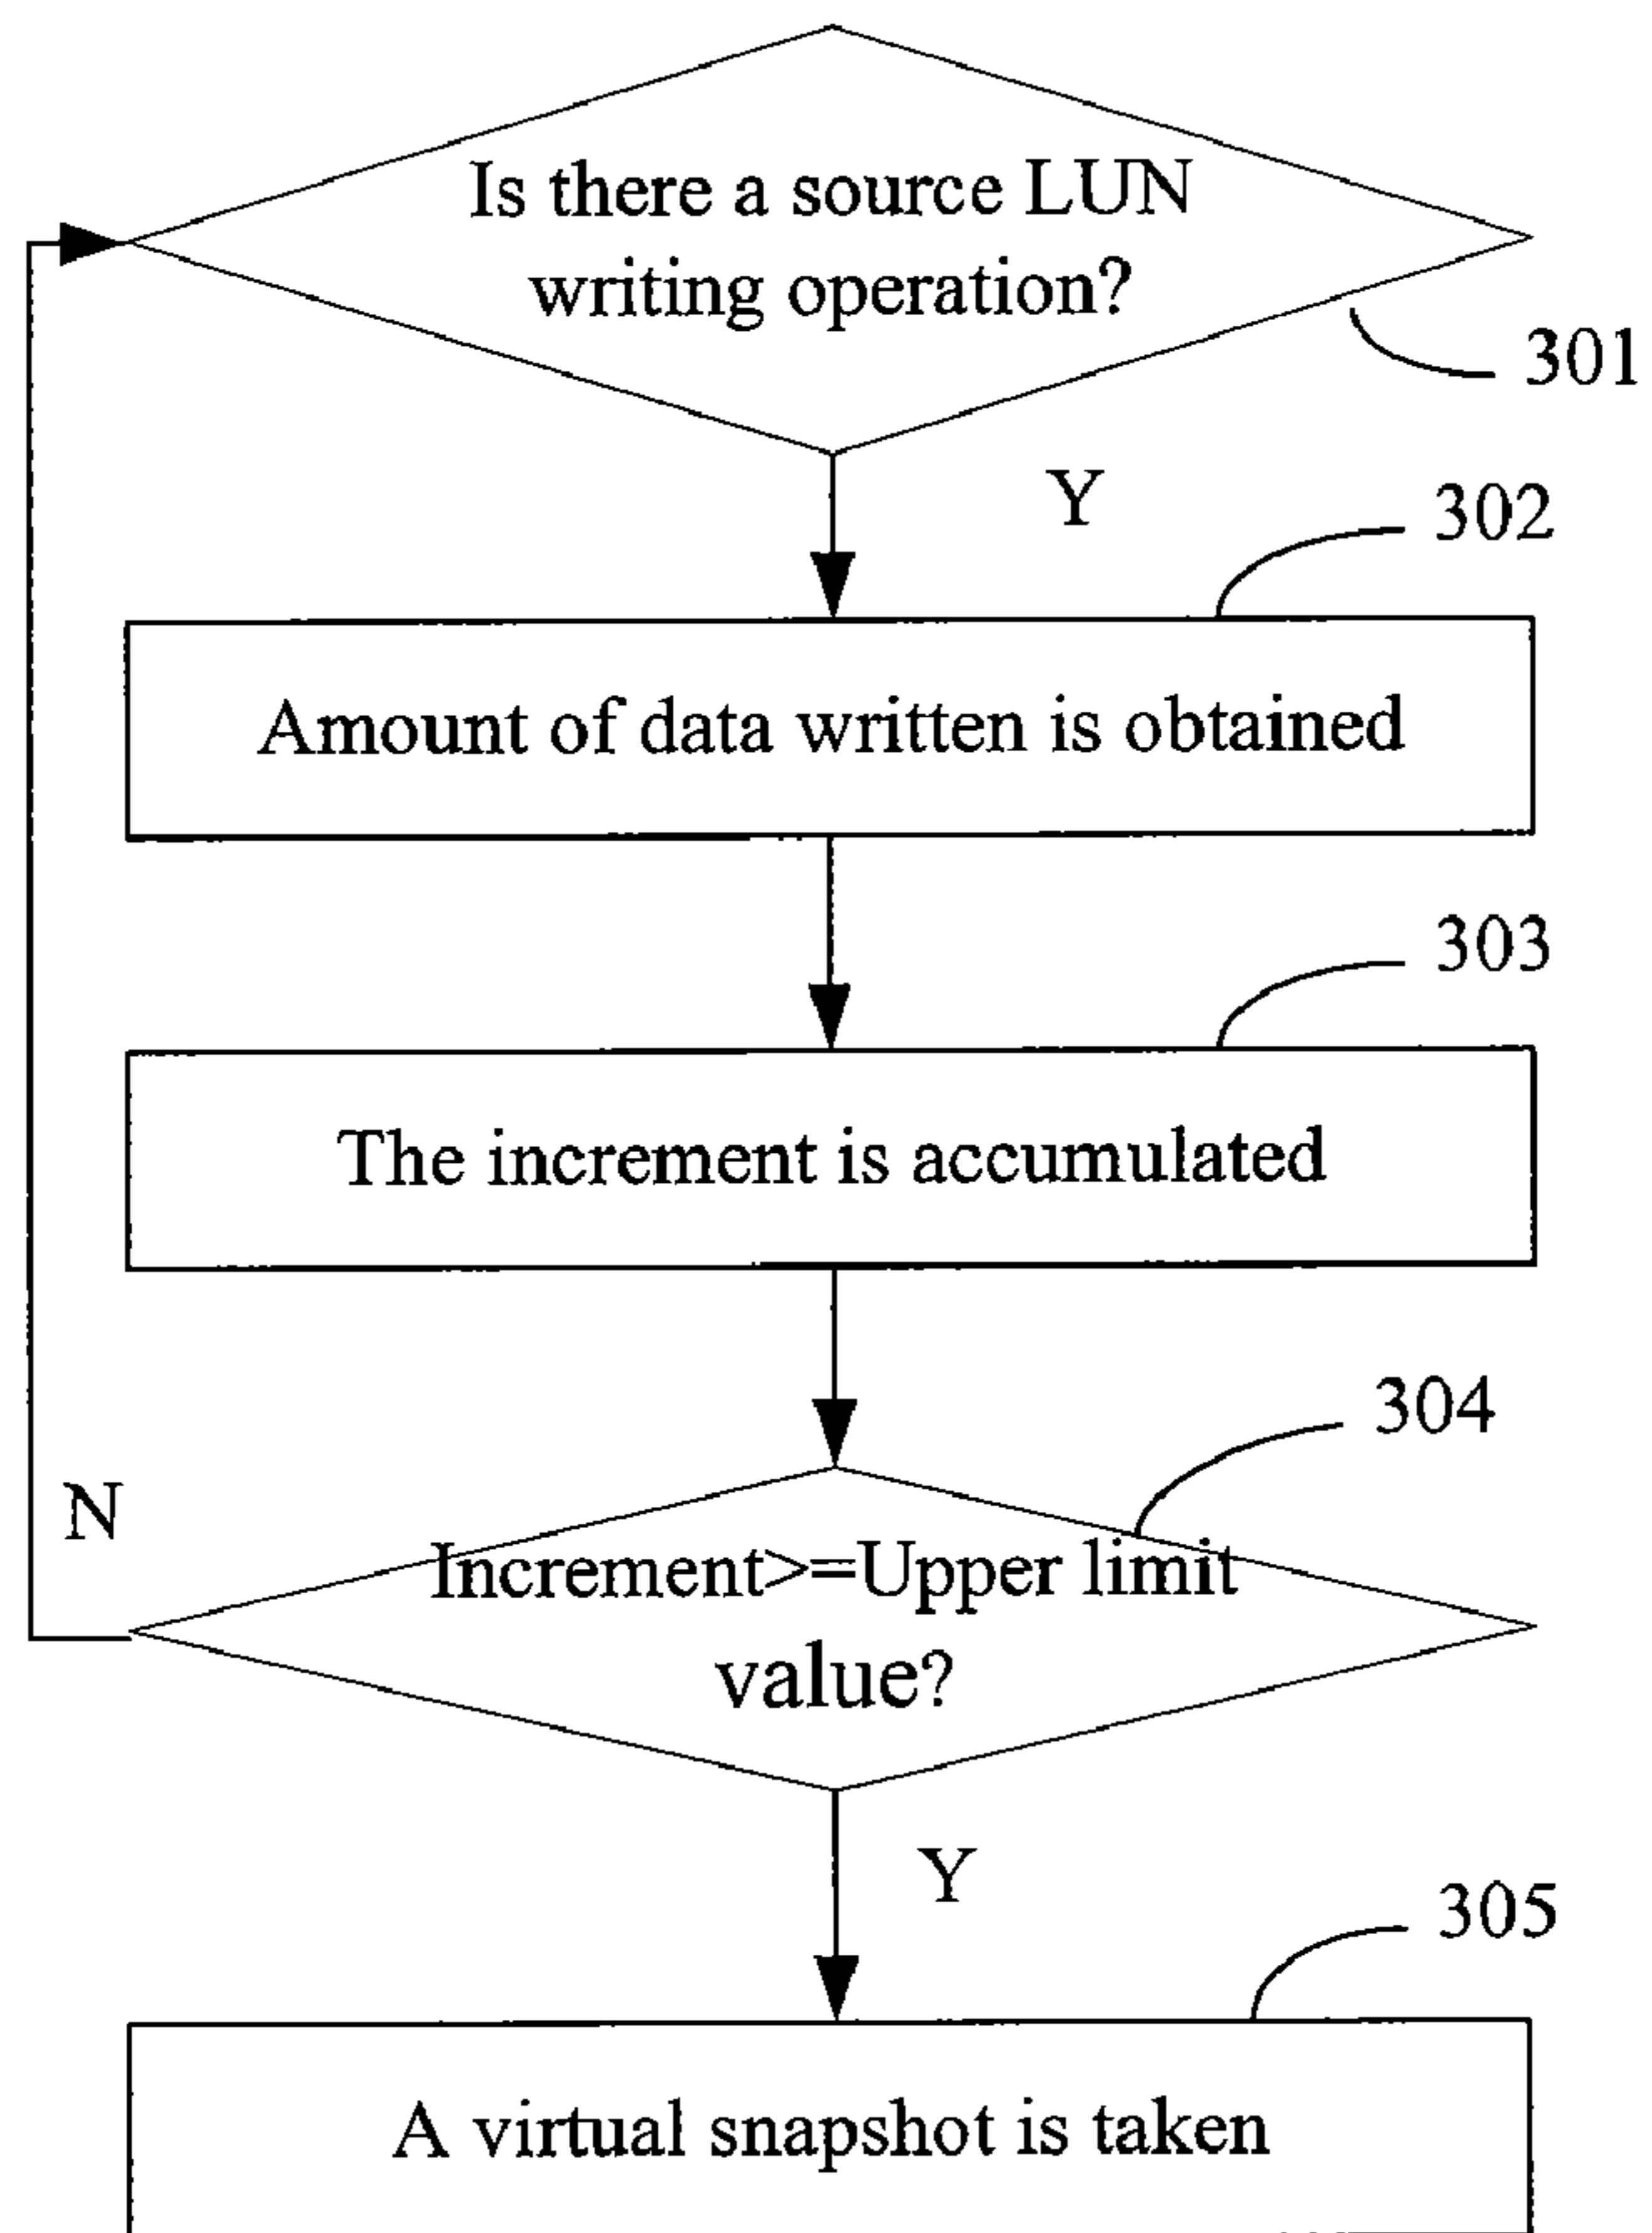 Is there a source LUN
writing operation?
301
Y
302
Amount of data written is obtained
303
The increment is accumulated
304
N
Increment>=Upper limit
value?
Y
305
A virtual snapshot is taken